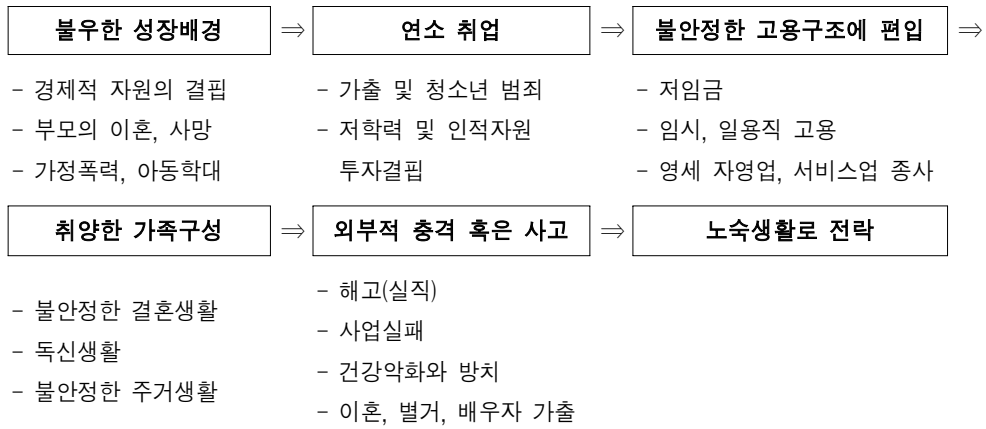 불우한 성장배경 ⇒ 연소 취업 ⇒ 불안정한 고용구조에 편입 ⇒
- 경제적 자원의 결핍
- 부모의 이혼, 사망
- 가정폭력, 아동학대
- 가출 및 청소년 범죄
- 저학력 및 인적자원
투자결핍
- 저임금
- 임시, 일용직 고용
- 영세 자영업, 서비스업 종사
취양한 가족구성 ⇒ 외부적 충격 혹은 사고 ⇒ 노숙생활로 전락
- 불안정한 결혼생활
- 독신생활
- 불안정한 주거생활
- 해고(실직)
- 사업실패
- 건강악화와 방치
- 이혼, 별거, 배우자 가출